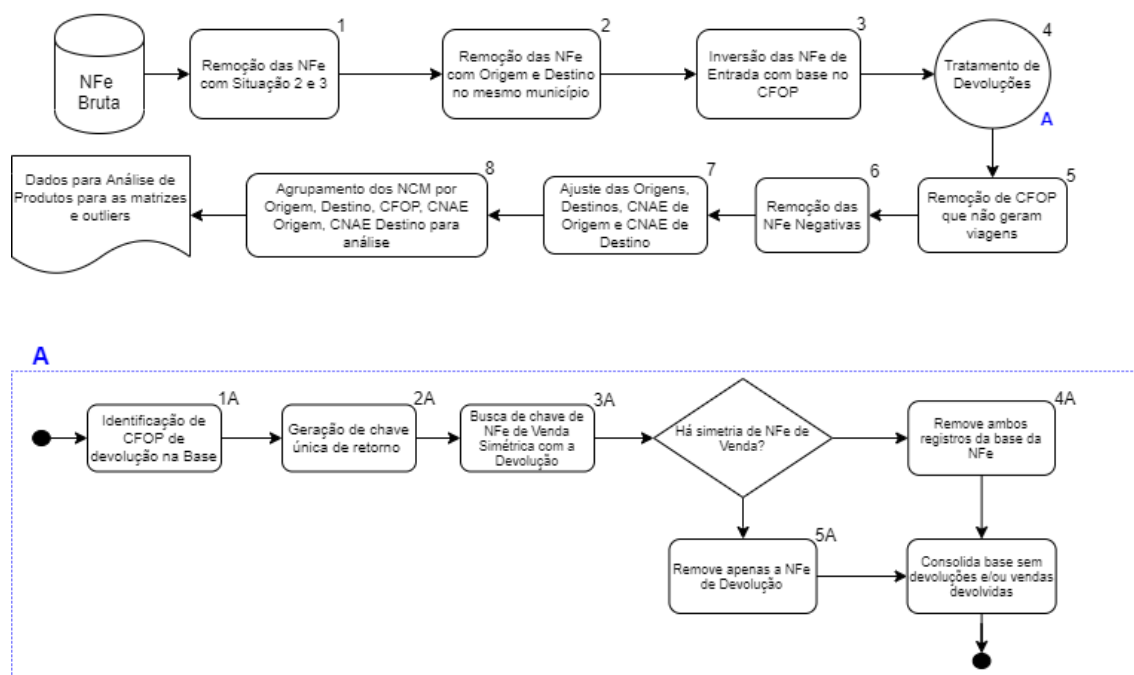 NFe
Bruta
1
Remoção das NFe
com Situação 2 e 3
2
Remoção das NFe
com Origem e Destino
no mesmo município
3
Inversão das NFe de
Entrada com base no
CFOP
4
Tratamento de
Devoluções
A
5
Remoção de CFOP
que não geram
viagens
6
Remoção das
NFe Negativas
7
Ajuste das Origens,
Destinos, CNAE de
Origem e CNAE de
Destino
8
Agrupamento dos NCM por
Origem, Destino, CFOP, CNAE
Origem, CNAE Destino para
análise
Dados para Análise de
Produtos para as matrizes
e outliers
A
1A
Identificação de
CFOP de
devolução na Base
2A
Geração de chave
única de retorno
3A
Busca de chave de
NFe de Venda
Simétrica com a
Devolução
Há simetria de NFe de
Venda?
4A
Remove ambos
registros da base da
NFe
5A
Remove apenas a NFe
de Devolução
Consolida base sem
devoluções e/ou vendas
devolvidas